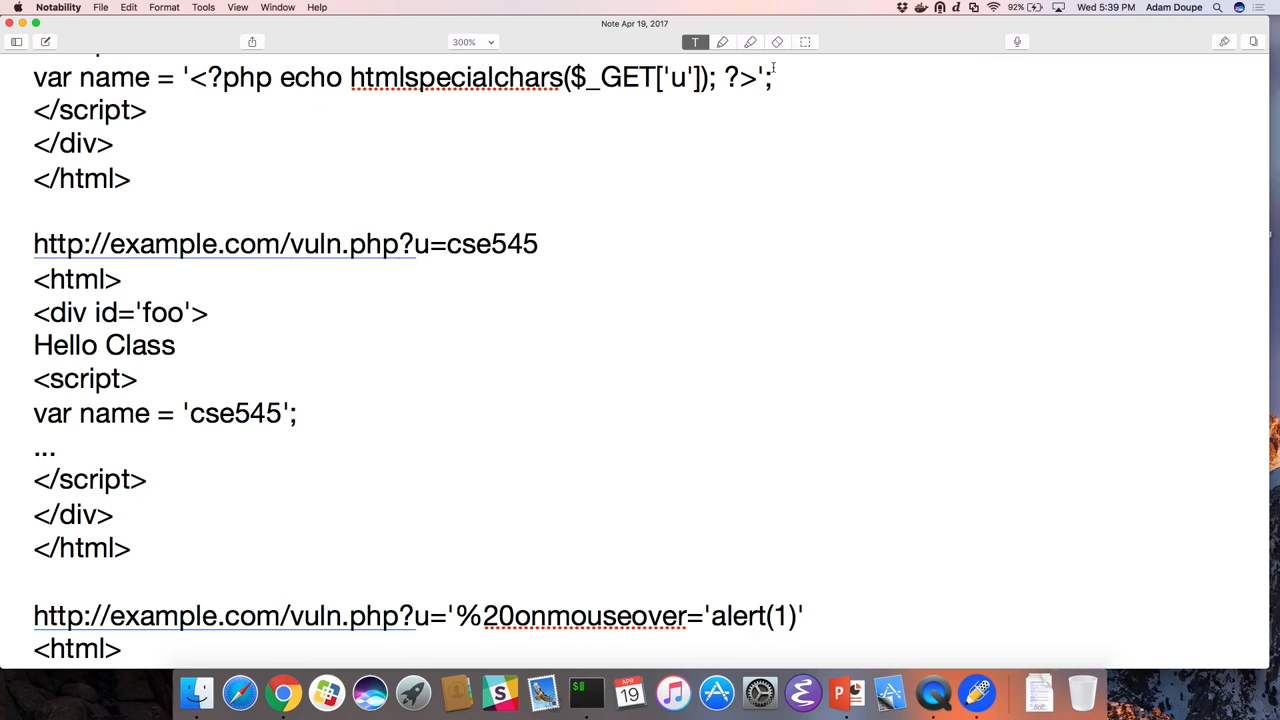 Notability File Edit Format Tools View Window Help 92% Wed 5:39 PM Adam Doupe
Note Apr 19, 2017
300% T
var name = '<?php echo htmlspecialchars($_GET['u']); ?>';
</script>
</div>
</html>
http://example.com/vuln.php?u=cse545
<html>
<div id='foo'>
Hello Class
<script>
var name = 'cse545';
...
</script>
</div>
</html>
http://example.com/vuln.php?u='%20onmouseover='alert(1)'
<html>
APR
19